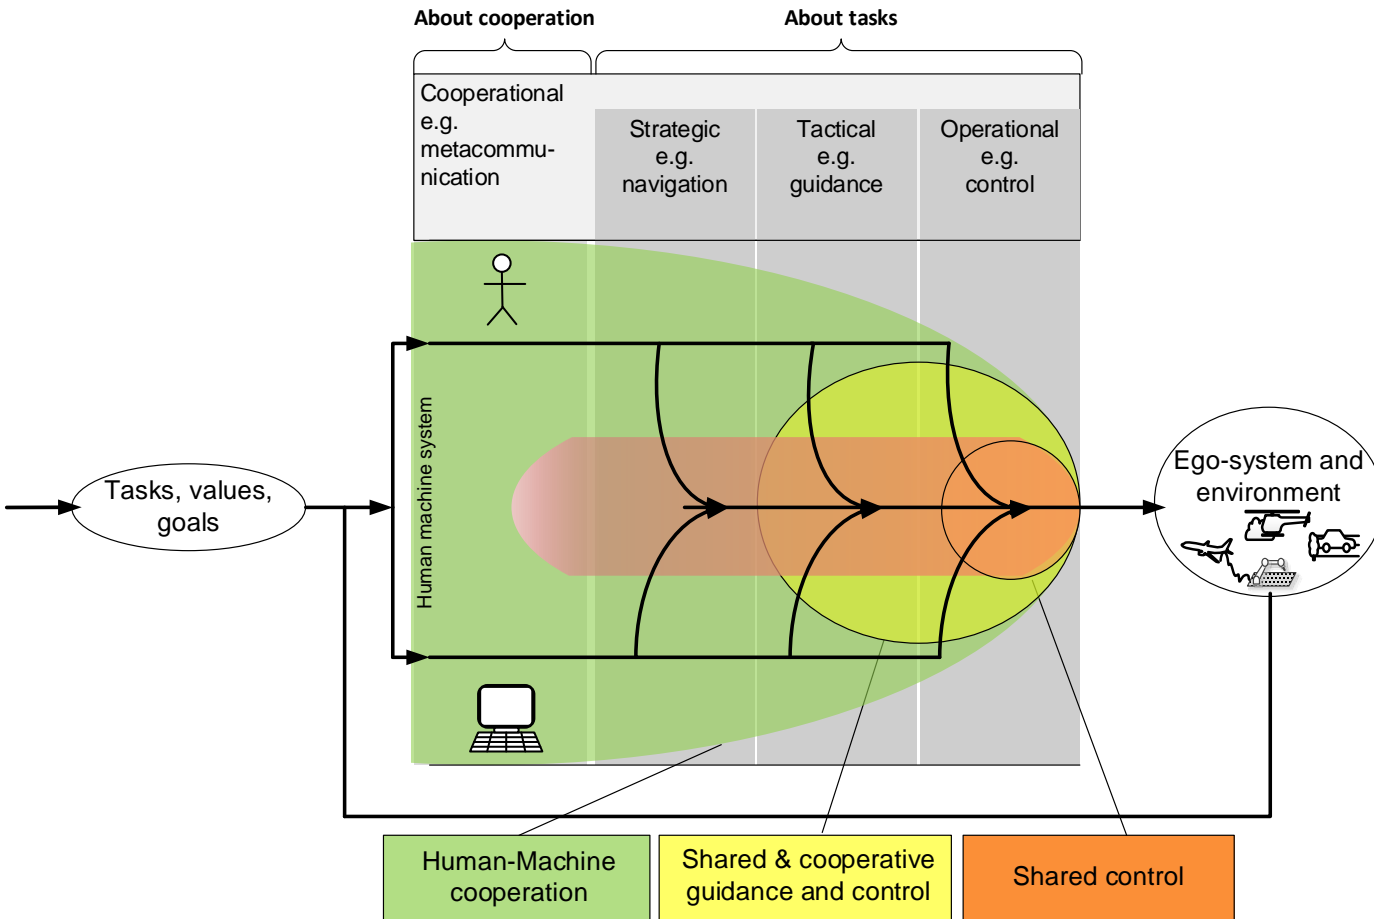 About cooperation
About tasks
Cooperational
e.g.
metacommu-
nication
Strategic
e.g.
navigation
Tactical
e.g.
guidance
Operational
e.g.
control
Human machine system
Tasks, values,
goals
Ego-system and
environment
Human-Machine
cooperation
Shared & cooperative
guidance and control
Shared control